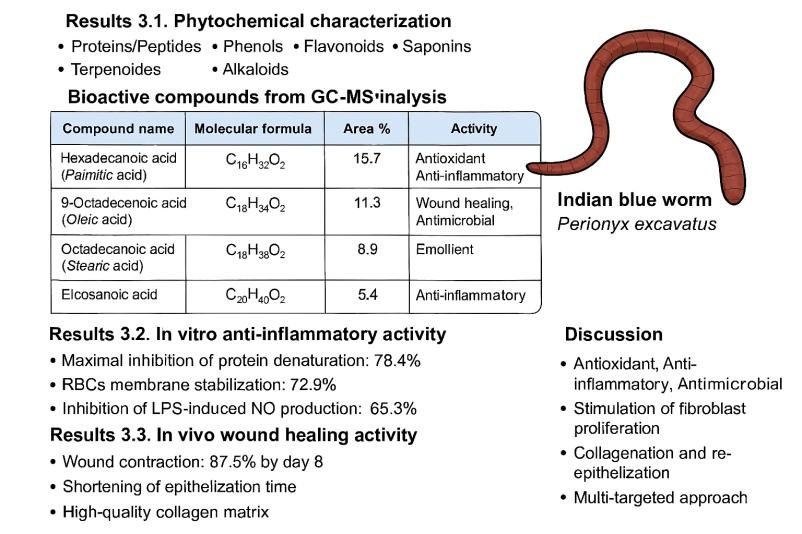 Results 3.1. Phytochemical characterization
• Proteins/Peptides • Phenols • Flavonoids • Saponins
• Terpenoides • Alkaloids
Bioactive compounds from GC-MS·inalysis
Compound name Molecular formula Area % Activity
Hexadecanoic acid C₁₆H₃₂O₂ 15.7 Antioxidant
(Paimitic acid) Anti-inflammatory
9-Octadecenoic acid C₁₈H₃₄O₂ 11.3 Wound healing,
(Oleic acid) Antimicrobial
Octadecanoic acid C₁₈H₃₈O₂ 8.9 Emollient
(Stearic acid)
Elcosanoic acid C₂₀H₄₀O₂ 5.4 Anti-inflammatory
Indian blue worm
Perionyx excavatus
Results 3.2. In vitro anti-inflammatory activity
• Maximal inhibition of protein denaturation: 78.4%
• RBCs membrane stabilization: 72.9%
• Inhibition of LPS-induced NO production: 65.3%
Results 3.3. In vivo wound healing activity
• Wound contraction: 87.5% by day 8
• Shortening of epithelization time
• High-quality collagen matrix
Discussion
• Antioxidant, Anti-
inflammatory, Antimicrobial
• Stimulation of fibroblast
proliferation
• Collagenation and re-
epithelization
• Multi-targeted approach